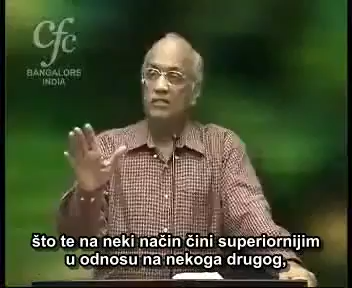 cfc
BANGALORE
INDIA
što te na neki način čini superiornijim
u odnosu na nekoga drugog,